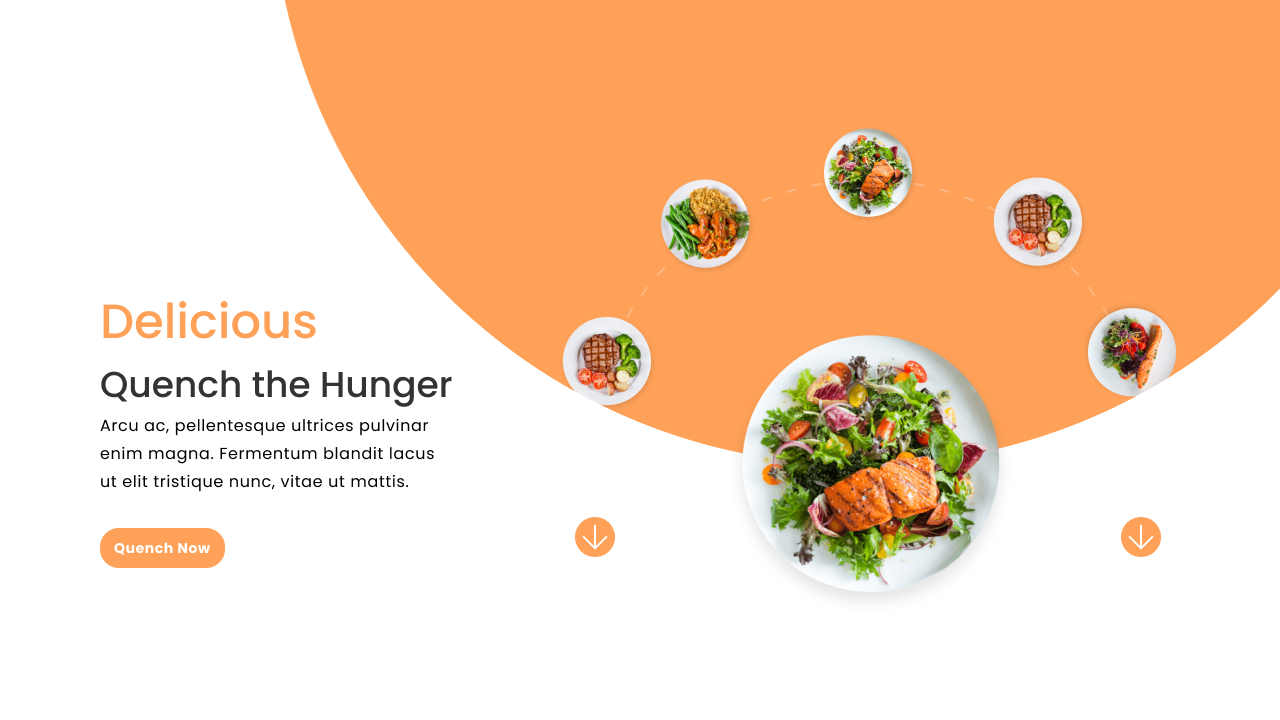 Delicious
Quench the Hunger
Arcu ac, pellentesque ultrices pulvinar
enim magna. Fermentum blandit lacus
ut elit tristique nunc, vitae ut mattis.
Quench Now